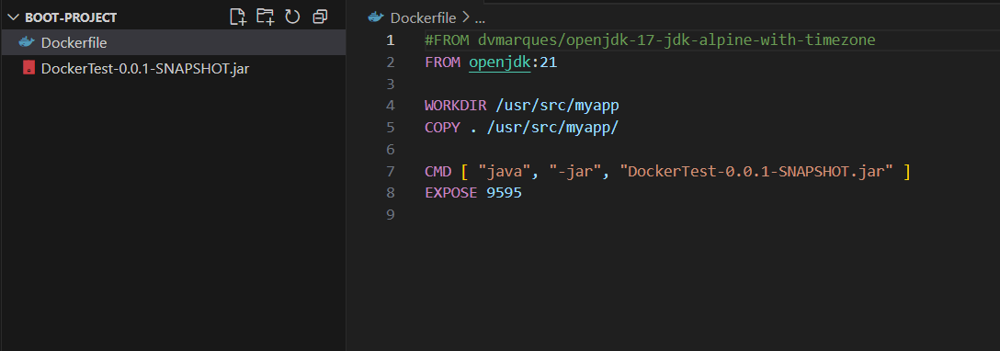 BOOT-PROJECT
Dockerfile
DockerTest-0.0.1-SNAPSHOT.jar
Dockerfile > ...
1 #FROM dvmarques/openjdk-17-jdk-alpine-with-timezone
2 FROM openjdk:21
3
4 WORKDIR /usr/src/myapp
5 COPY . /usr/src/myapp/
6
7 CMD [ "java", "-jar", "DockerTest-0.0.1-SNAPSHOT.jar" ]
8 EXPOSE 9595
9